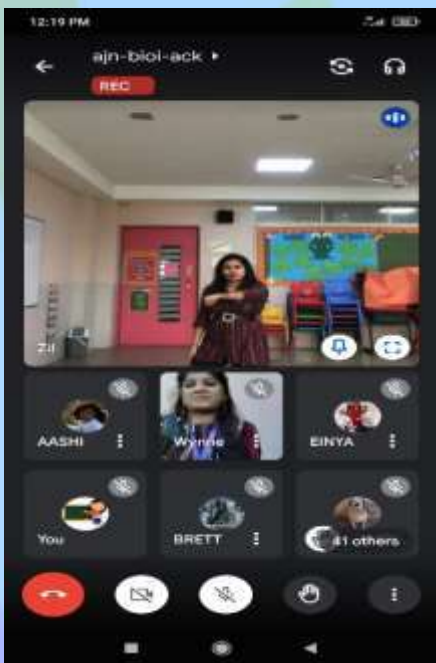 12:19 PM
ajn-bioi-ack
REC
Zil
AASHI
Wynne
EINYA
You
BRETT
41 others